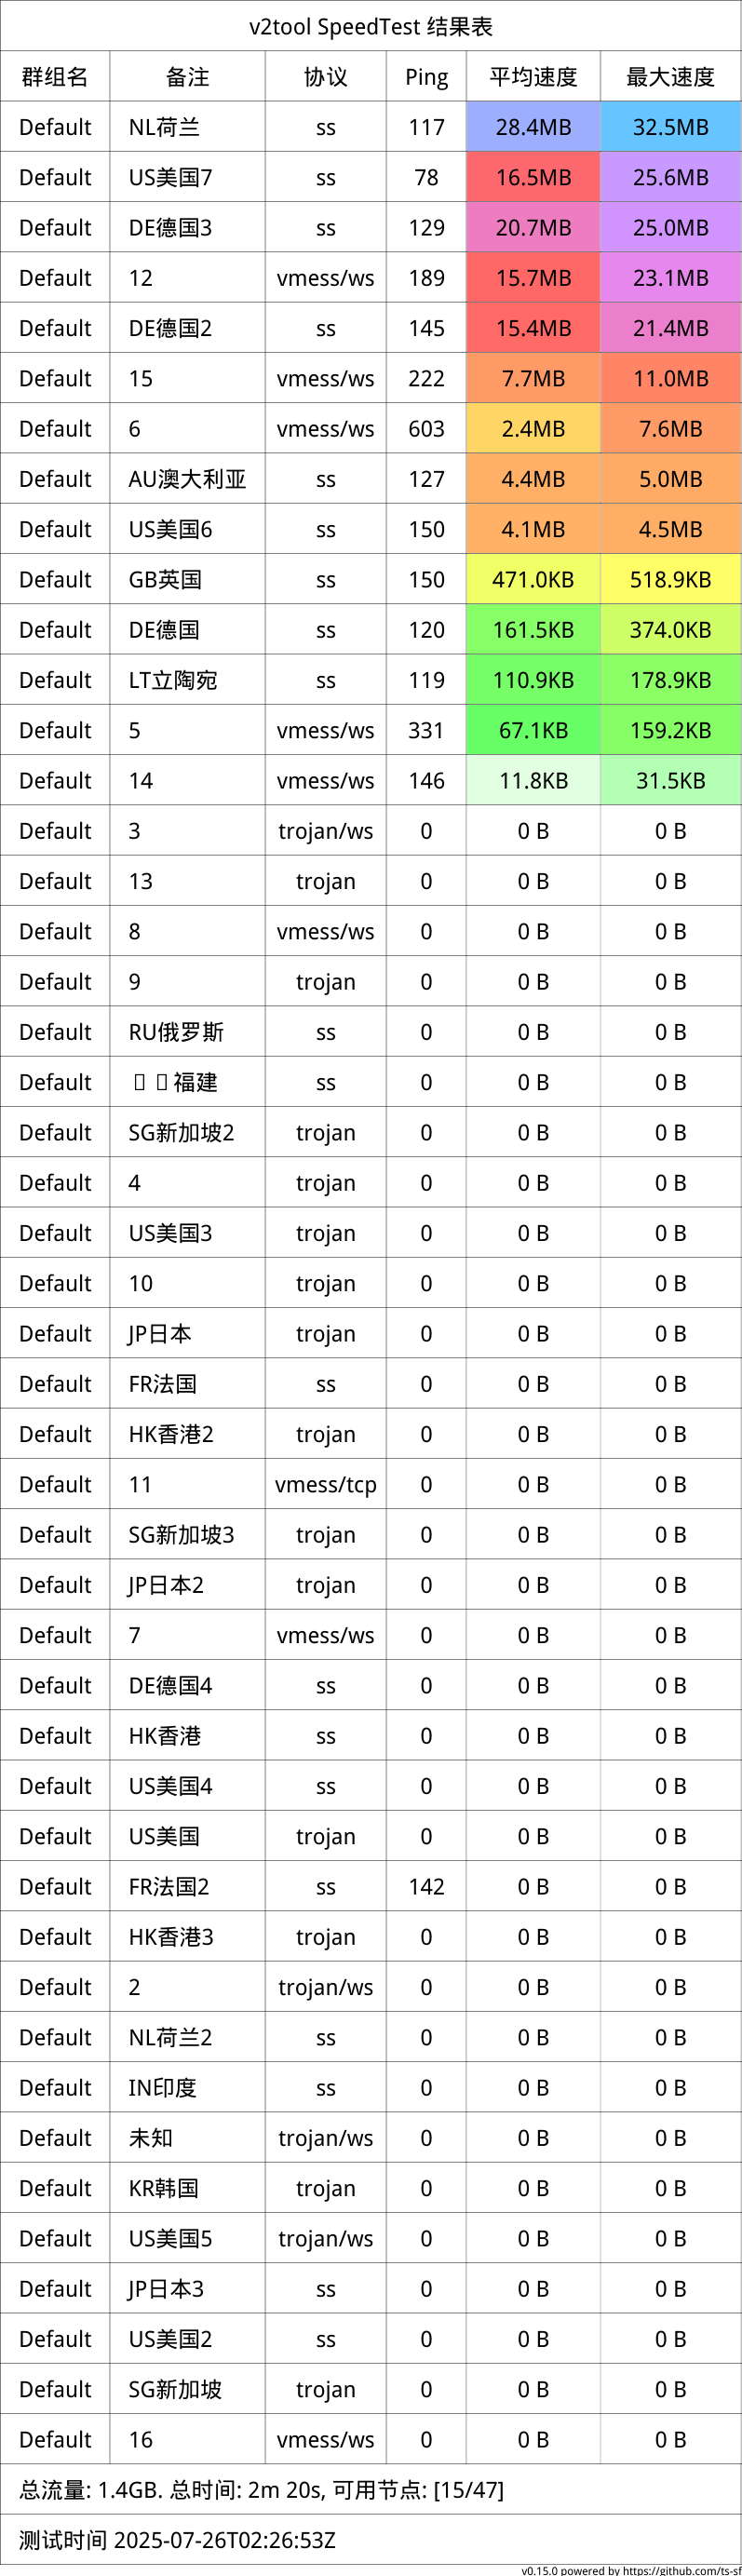 v2tool SpeedTest 结果表
群组名 备注 协议 Ping 平均速度 最大速度
Default NL荷兰 ss 117 28.4MB 32.5MB
Default US美国7 ss 78 16.5MB 25.6MB
Default DE德国3 ss 129 20.7MB 25.0MB
Default 12 vmess/ws 189 15.7MB 23.1MB
Default DE德国2 ss 145 15.4MB 21.4MB
Default 15 vmess/ws 222 7.7MB 11.0MB
Default 6 vmess/ws 603 2.4MB 7.6MB
Default AU澳大利亚 ss 127 4.4MB 5.0MB
Default US美国6 ss 150 4.1MB 4.5MB
Default GB英国 ss 150 471.0KB 518.9KB
Default DE德国 ss 120 161.5KB 374.0KB
Default LT立陶宛 ss 119 110.9KB 178.9KB
Default 5 vmess/ws 331 67.1KB 159.2KB
Default 14 vmess/ws 146 11.8KB 31.5KB
Default 3 trojan/ws 0 0 B 0 B
Default 13 trojan 0 0 B 0 B
Default 8 vmess/ws 0 0 B 0 B
Default 9 trojan 0 0 B 0 B
Default RU俄罗斯 ss 0 0 B 0 B
Default 福建 ss 0 0 B 0 B
Default SG新加坡2 trojan 0 0 B 0 B
Default 4 trojan 0 0 B 0 B
Default US美国3 trojan 0 0 B 0 B
Default 10 trojan 0 0 B 0 B
Default JP日本 trojan 0 0 B 0 B
Default FR法国 ss 0 0 B 0 B
Default HK香港2 trojan 0 0 B 0 B
Default 11 vmess/tcp 0 0 B 0 B
Default SG新加坡3 trojan 0 0 B 0 B
Default JP日本2 trojan 0 0 B 0 B
Default 7 vmess/ws 0 0 B 0 B
Default DE德国4 ss 0 0 B 0 B
Default HK香港 ss 0 0 B 0 B
Default US美国4 ss 0 0 B 0 B
Default US美国 trojan 0 0 B 0 B
Default FR法国2 ss 142 0 B 0 B
Default HK香港3 trojan 0 0 B 0 B
Default 2 trojan/ws 0 0 B 0 B
Default NL荷兰2 ss 0 0 B 0 B
Default IN印度 ss 0 0 B 0 B
Default 未知 trojan/ws 0 0 B 0 B
Default KR韩国 trojan 0 0 B 0 B
Default US美国5 trojan/ws 0 0 B 0 B
Default JP日本3 ss 0 0 B 0 B
Default US美国2 ss 0 0 B 0 B
Default SG新加坡 trojan 0 0 B 0 B
Default 16 vmess/ws 0 0 B 0 B
总流量: 1.4GB. 总时间: 2m 20s, 可用节点: [15/47]
测试时间 2025-07-26T02:26:53Z
v0.15.0 powered by https://github.com/ts-sf